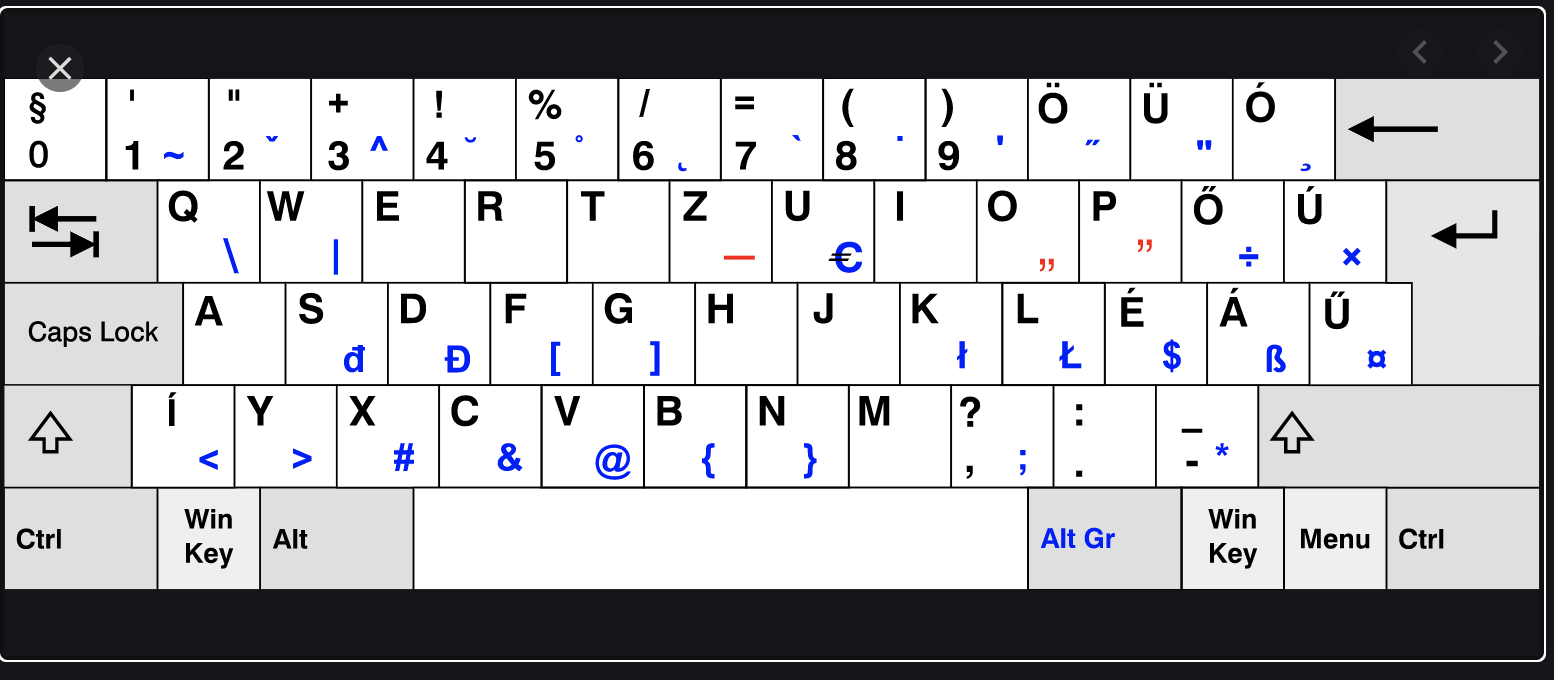 § ' " + ! % / = ( ) Ö Ü Ó
0 1 ~ 2 ˇ 3 ^ 4 ˘ 5 ° 6 ˛ 7 ` 8 ˙ 9 ' ˝ " ¸
Q W E R T Z U I O P Ő Ú
\ | — € „ ” ÷ ×
Caps Lock A S D F G H J K L É Á Ű
đ Đ [ ] ł Ł $ ß ¤
Í Y X C V B N M ? : _
< > # & @ { } , ; . - *
Ctrl Win Key Alt Alt Gr Win Key Menu Ctrl